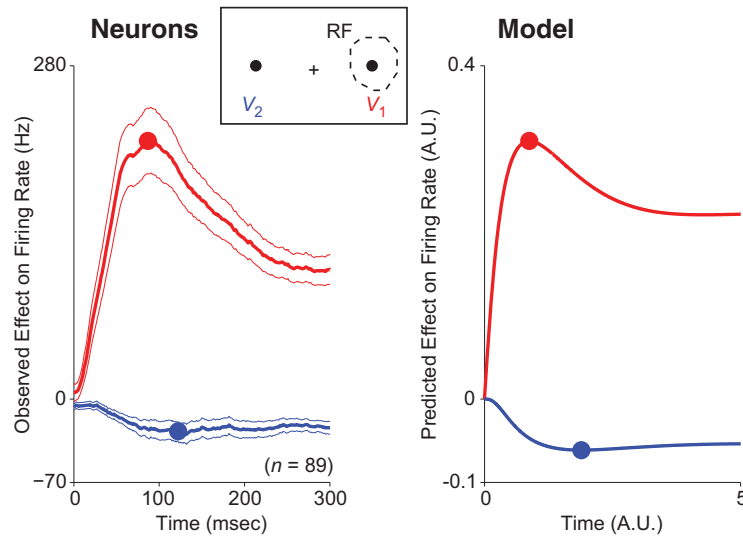 Neurons
RF
+
V2
V1
Model
280
0
−70
Observed Effect on Firing Rate (Hz)
(n = 89)
0
100
200
300
Time (msec)
0.4
0
-0.1
Predicted Effect on Firing Rate (A.U.)
0
5
Time (A.U.)